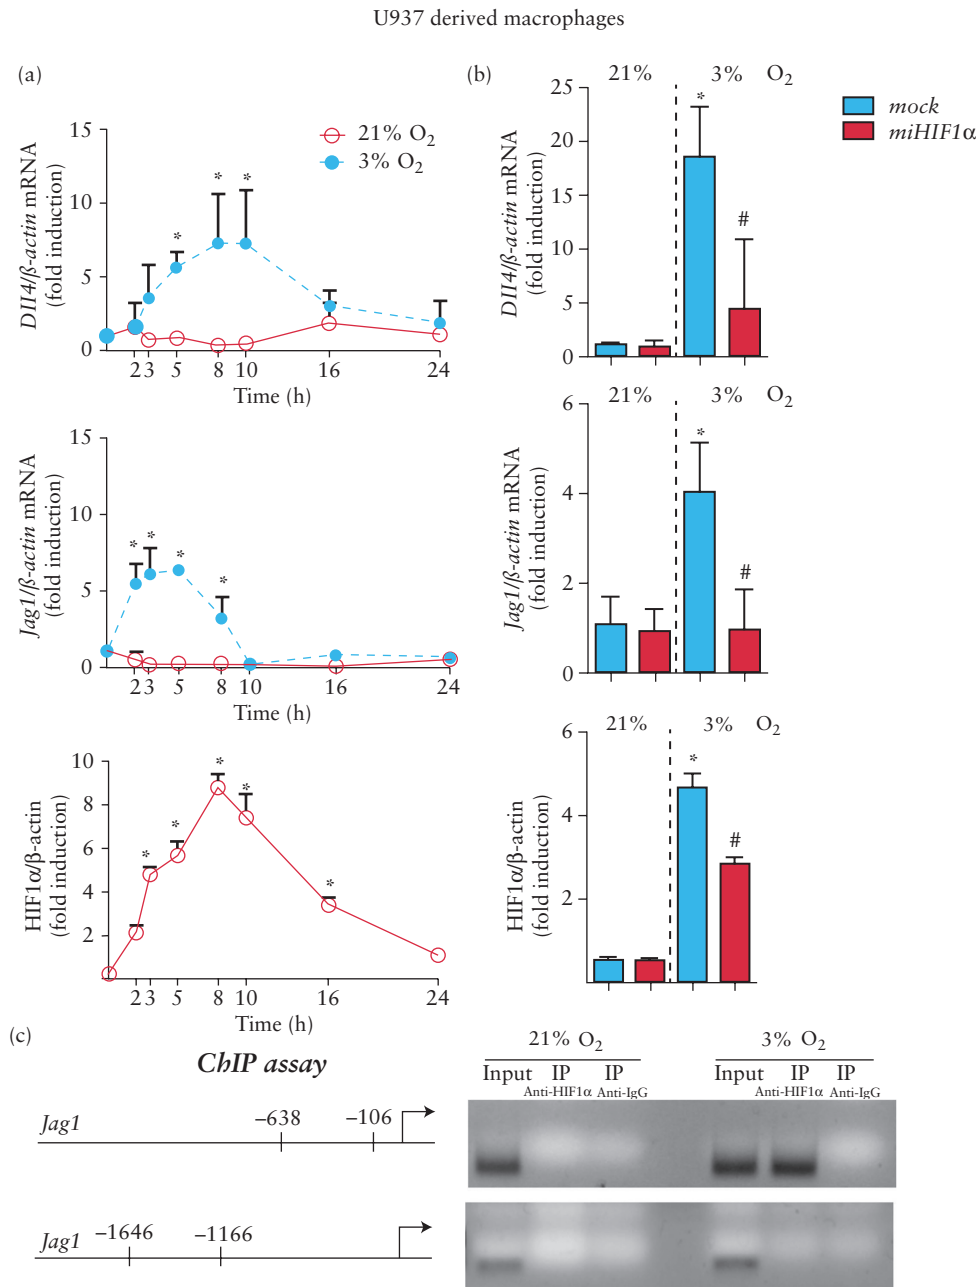 U937 derived macrophages
(a)
15
10
5
0
Dll4/ß-actin mRNA
(fold induction)
21% O2
3% O2
*
*
*
2 3 5 8 10 16 24
Time (h)
15
10
5
0
Jag1/ß-actin mRNA
(fold induction)
* * * *
2 3 5 8 10 16 24
Time (h)
10
8
6
4
2
HIF1α/β-actin
(fold induction)
* * * * *
2 3 5 8 10 16 24
Time (h)
(b)
21% 3% O2
mock
miHIF1α
25
20
15
10
5
0
Dll4/ß-actin mRNA
(fold induction)
*
#
21% 3% O2
6
4
2
0
Jag1/ß-actin mRNA
(fold induction)
*
#
21% 3% O2
6
4
2
HIF1α/β-actin
(fold induction)
*
#
(c)
ChIP assay
Jag1 −638 −106
Jag1 −1646 −1166
21% O2 3% O2
Input IP IP Input IP IP
Anti-HIF1α Anti-IgG Anti-HIF1α Anti-IgG